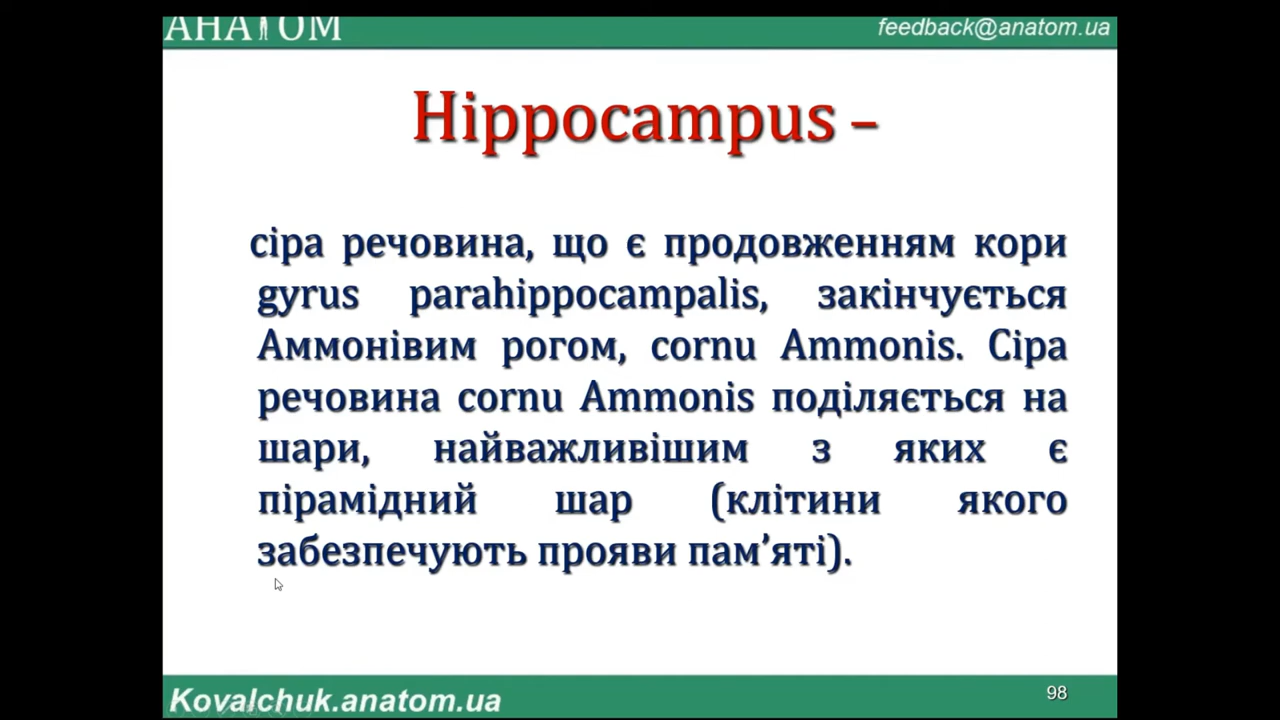 АНАТОМ
feedback@anatom.ua
Hippocampus –
сіра речовина, що є продовженням кори
gyrus parahippocampalis, закінчується
Аммонівим рогом, cornu Ammonis. Сіра
речовина cornu Ammonis поділяється на
шари, найважливішим з яких є
пірамідний шар (клітини якого
забезпечують прояви пам’яті).
Kovalchuk.anatom.ua
98